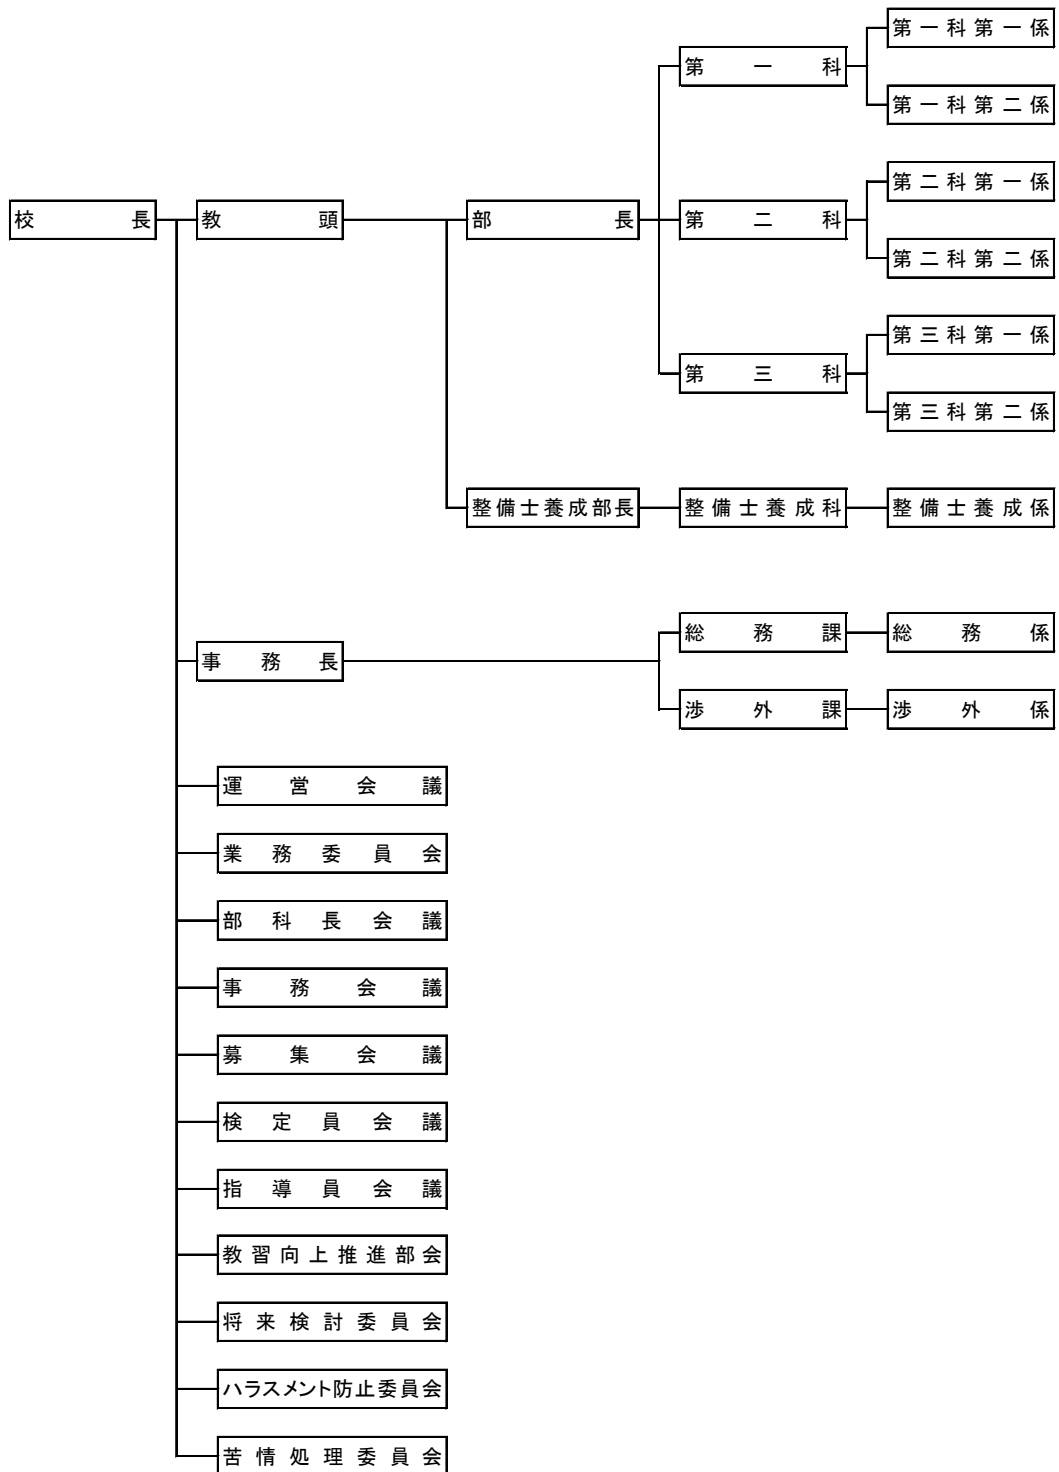 第一科第一係
第一科
第一科第二係
第二科第一係
校長
教頭
部長
第二科
第二科第二係
第三科第一係
第三科
第三科第二係
整備士養成部長
整備士養成科
整備士養成係
総務課
総務係
事務長
渉外課
渉外係
運営会議
業務委員会
部科長会議
事務会議
募集会議
検定員会議
指導員会議
教習向上推進部会
将来検討委員会
ハラスメント防止委員会
苦情処理委員会